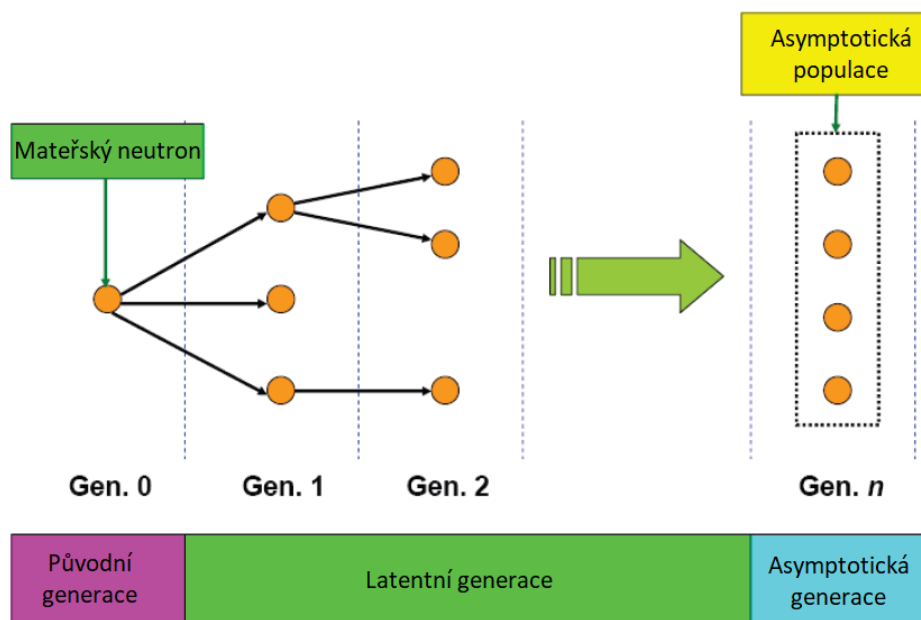 Asymptotická
populace
Mateřský neutron
Gen. 0
Gen. 1
Gen. 2
Gen. n
Původní
generace
Latentní generace
Asymptotická
generace